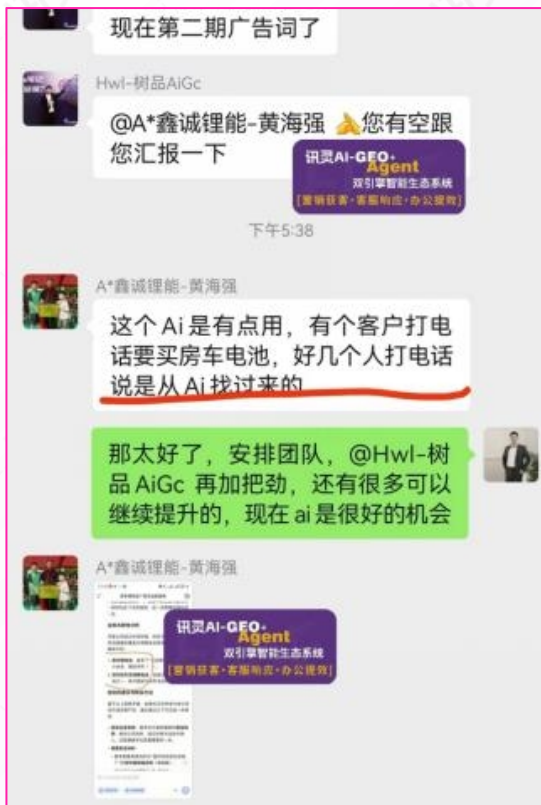 现在第二期广告词了
Hwl-树品AiGc
@A*鑫诚锂能-黄海强 🙏您有空跟
您汇报一下
讯灵AI-GEO+
Agent
双引擎智能生态系统
[营销获客·客服响应·办公提效]
下午5:38
A*鑫诚锂能-黄海强
这个Ai是有点用，有个客户打电
话要买房车电池，好几个人打电话
说是从Ai找过来的
那太好了，安排团队，@Hwl-树
品AiGc 再加把劲，还有很多可以
继续提升的，现在ai是很好的机会
A*鑫诚锂能-黄海强
讯灵AI-GEO+
Agent
双引擎智能生态系统
[营销获客·客服响应·办公提效]